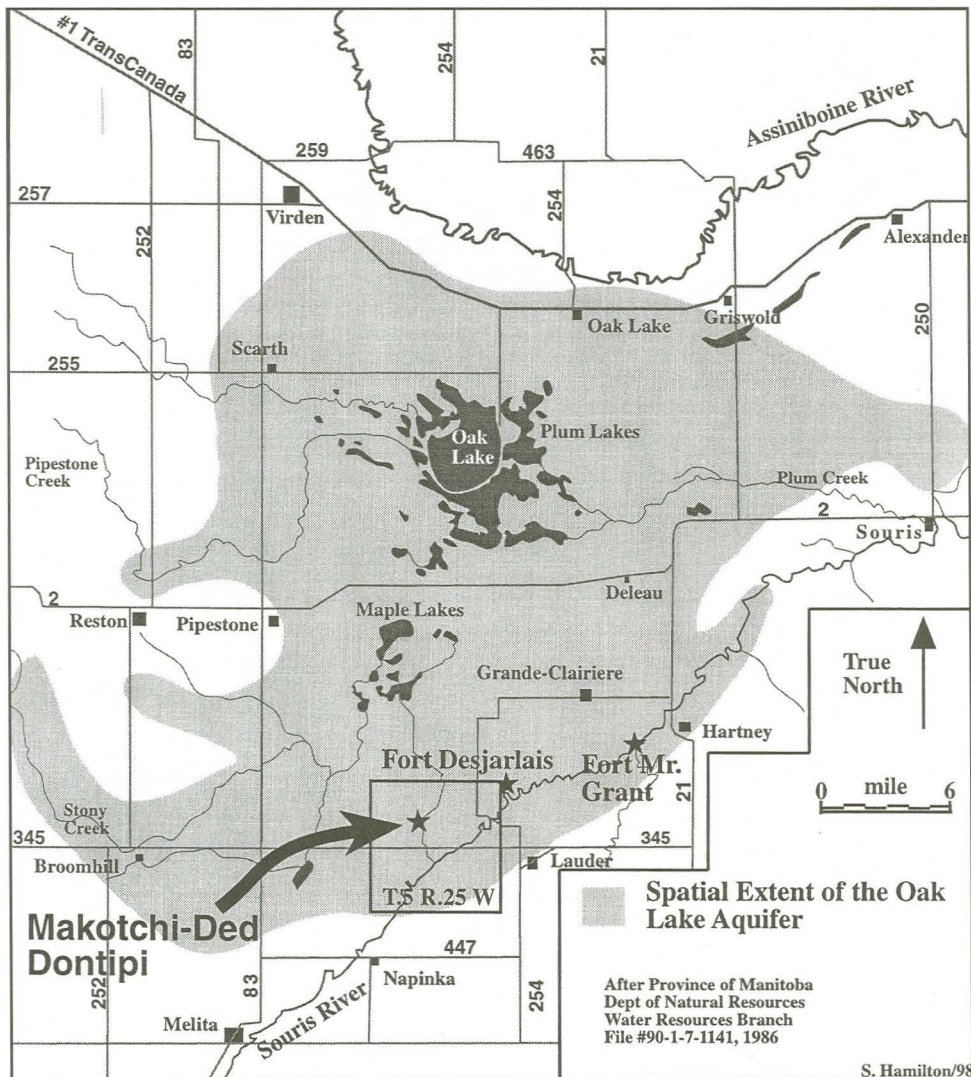 #1 TransCanada
83
254
21
Assiniboine River
259
463
257
Virden
254
252
Alexander
Oak Lake
Griswold
250
Scarth
255
Oak
Lake
Plum Lakes
Pipestone
Creek
Plum Creek
2
Souris
2
Deleau
Reston
Pipestone
Maple Lakes
True
North
Grande-Clairiere
Hartney
Fort Desjarlais
Fort Mr.
Grant
21
0 mile 6
Stony
Creek
345
345
Broomhill
Lauder
T.5 R.25 W
Spatial Extent of the Oak
Lake Aquifer
Makotchi-Ded
Dontipi
447
Napinka
252
83
254
After Province of Manitoba
Dept of Natural Resources
Water Resources Branch
File #90-1-7-1141, 1986
Melita
Souris River
S. Hamilton/98